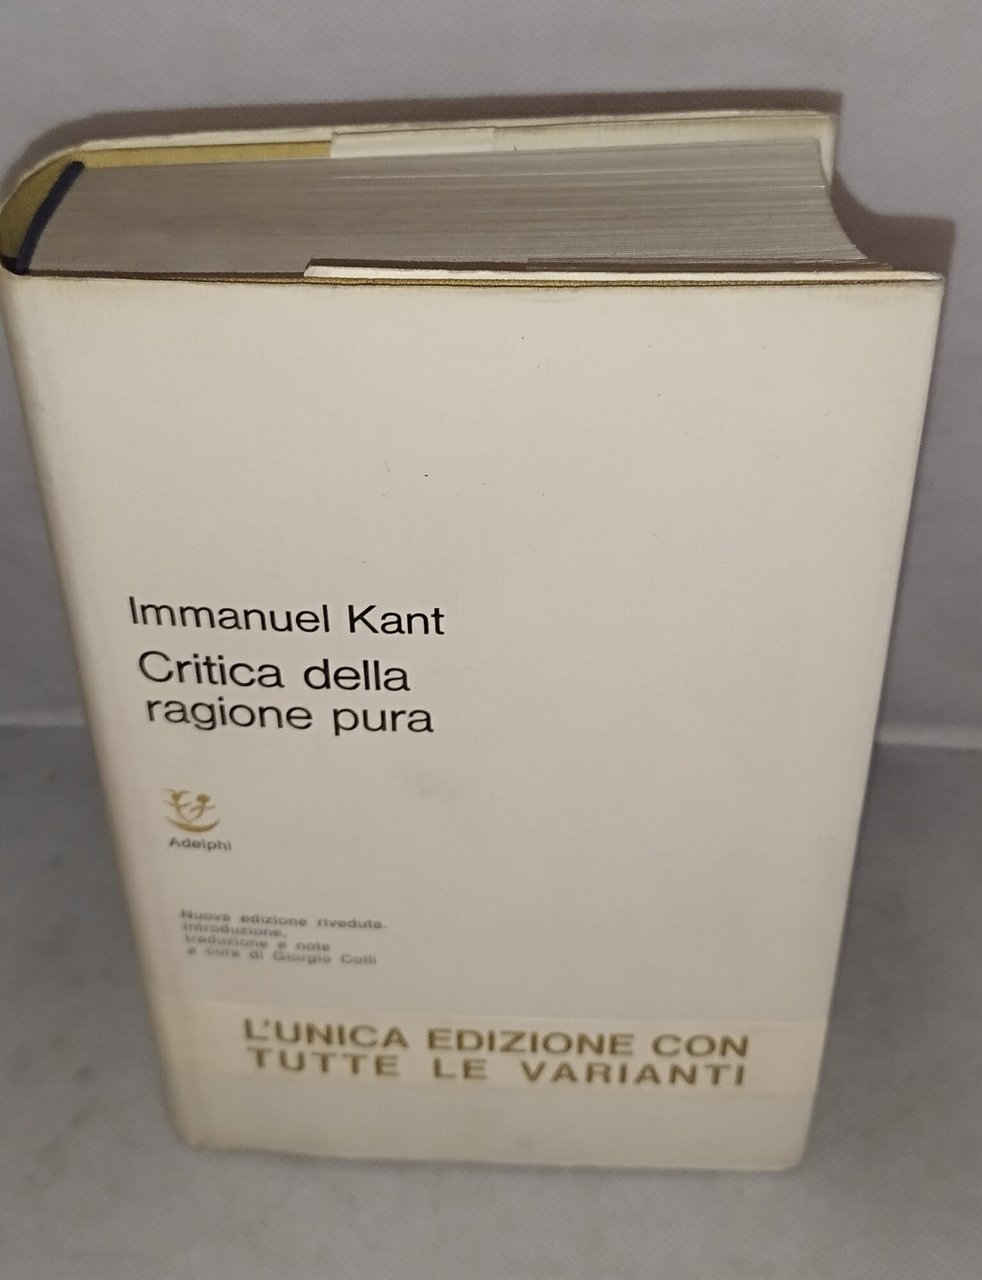 Immanuel Kant
Critica della
ragione pura
Adelphi
Nuova edizione riveduta.
Introduzione,
traduzione e note
a cura di Giorgio Colli
L'UNICA EDIZIONE CON
TUTTE LE VARIANTI